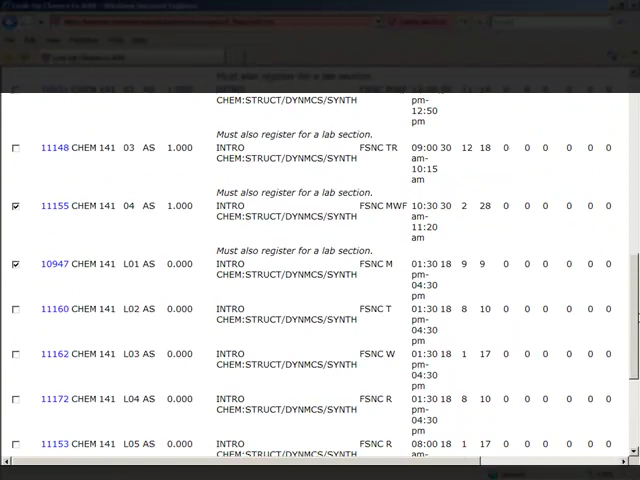 Must also register for a lab section.
CHEM:STRUCT/DYNMCS/SYNTH
pm-
12:50
pm
Must also register for a lab section.
11148 CHEM 141 03 AS 1.000 INTRO FSNC TR 09:00 30 12 18 0 0 0 0 0 0
CHEM:STRUCT/DYNMCS/SYNTH am-
10:15
am
Must also register for a lab section.
11155 CHEM 141 04 AS 1.000 INTRO FSNC MWF 10:30 30 2 28 0 0 0 0 0 0
CHEM:STRUCT/DYNMCS/SYNTH am-
11:20
am
Must also register for a lab section.
10947 CHEM 141 L01 AS 0.000 INTRO FSNC M 01:30 18 9 9 0 0 0 0 0 0
CHEM:STRUCT/DYNMCS/SYNTH pm-
04:30
pm
11160 CHEM 141 L02 AS 0.000 INTRO FSNC T 01:30 18 8 10 0 0 0 0 0 0
CHEM:STRUCT/DYNMCS/SYNTH pm-
04:30
pm
11162 CHEM 141 L03 AS 0.000 INTRO FSNC W 01:30 18 1 17 0 0 0 0 0 0
CHEM:STRUCT/DYNMCS/SYNTH pm-
04:30
pm
11172 CHEM 141 L04 AS 0.000 INTRO FSNC R 01:30 18 8 10 0 0 0 0 0 0
CHEM:STRUCT/DYNMCS/SYNTH pm-
04:30
pm
11153 CHEM 141 L05 AS 0.000 INTRO FSNC R 08:00 18 1 17 0 0 0 0 0 0
CHEM:STRUCT/DYNMCS/SYNTH am-